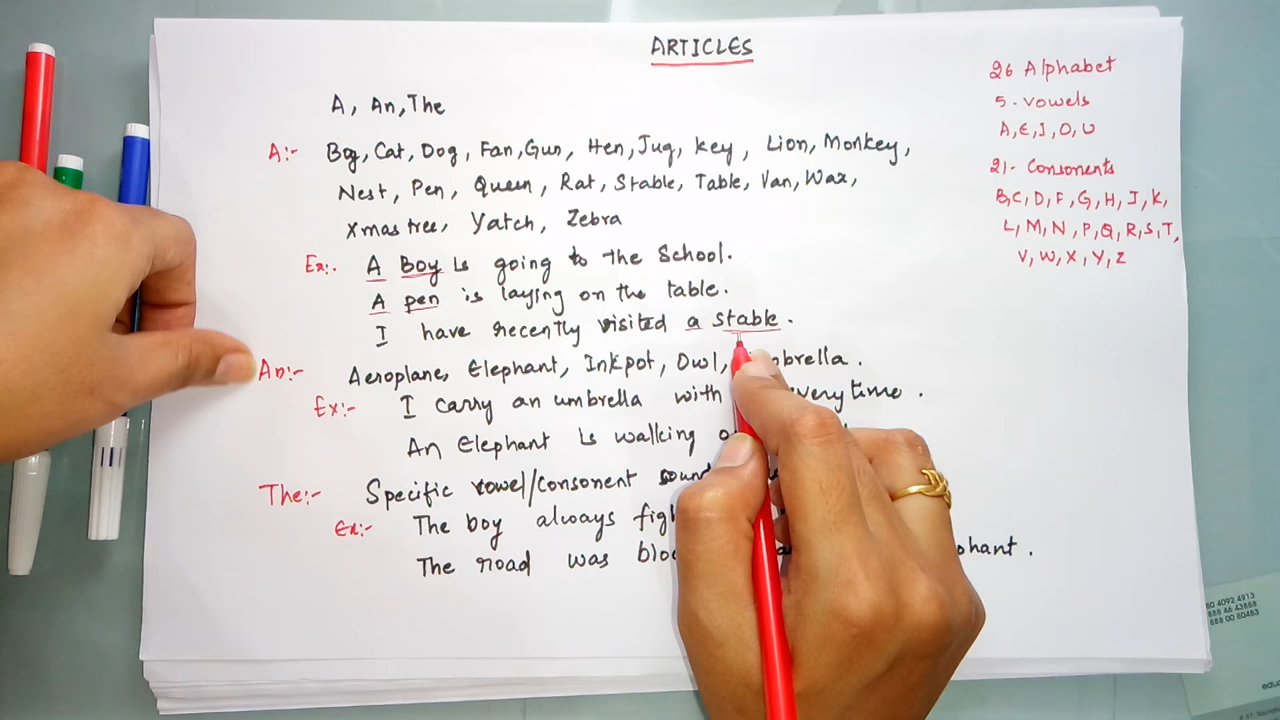 ARTICLES
A, An, The
A:- Boy, Cat, Dog, Fan, Gun, Hen, Jug, key, Lion, Monkey,
Nest, Pen, Queen, Rat, Stable, Table, Van, Wax,
Xmas tree, Yatch, Zebra
Ex:- A Boy is going to the School.
A pen is laying on the table.
I have recently visited a stable.
An:- Aeroplane, Elephant, Inkpot, Owl,
Ex:- I carry an umbrella with everytime.
An Elephant is walking
The:- Specific vowel/consonent sound
Ex:- The boy always
The road was
26 Alphabet
5-Vowels
A, E, I, O, U
21- Consonents
B, C, D, F, G, H, J, K,
L, M, N, P, Q, R, S, T,
V, W, X, Y, Z